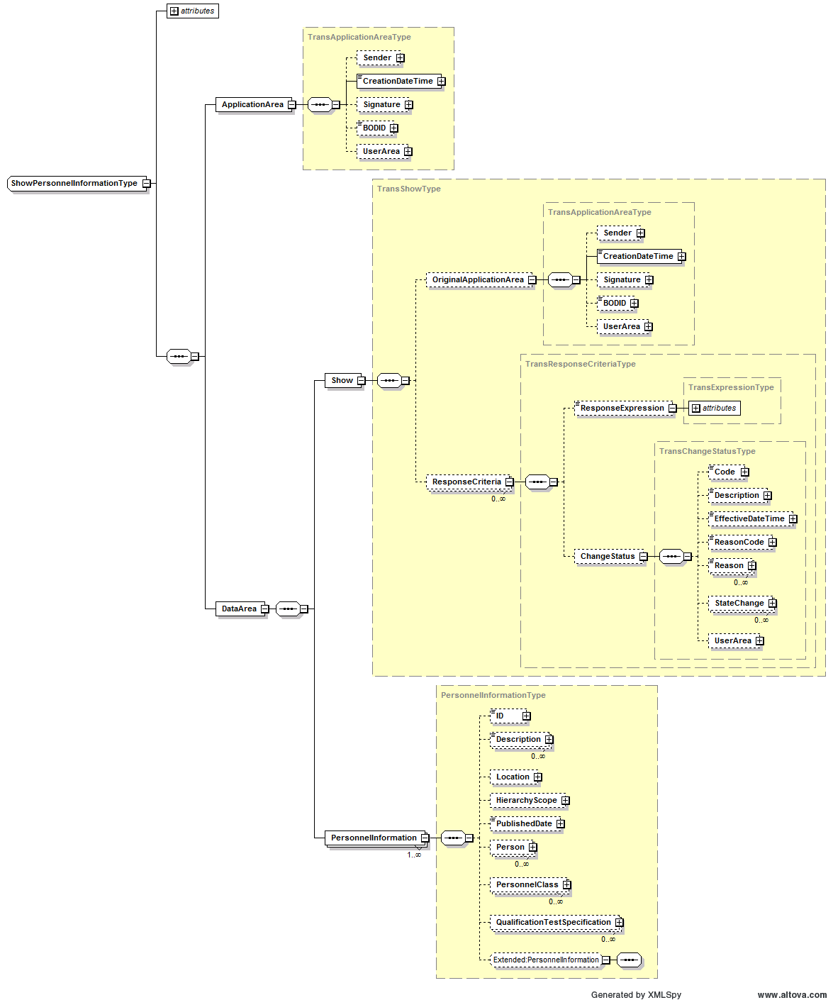 attributes
TransApplicationAreaType
Sender
CreationDateTime
ApplicationArea
Signature
BODID
UserArea
ShowPersonnelInformationType
TransShowType
TransApplicationAreaType
Sender
CreationDateTime
OriginalApplicationArea
Signature
BODID
UserArea
TransResponseCriteriaType
Show
TransExpressionType
ResponseExpression
attributes
TransChangeStatusType
Code
ResponseCriteria
0..∞
Description
EffectiveDateTime
ReasonCode
ChangeStatus
Reason
0..∞
StateChange
0..∞
DataArea
UserArea
PersonnelInformationType
ID
Description
0..∞
Location
HierarchyScope
PublishedDate
PersonnelInformation
1..∞
Person
0..∞
PersonnelClass
0..∞
QualificationTestSpecification
0..∞
Extended:PersonnelInformation
Generated by XMLSpy www.altova.com